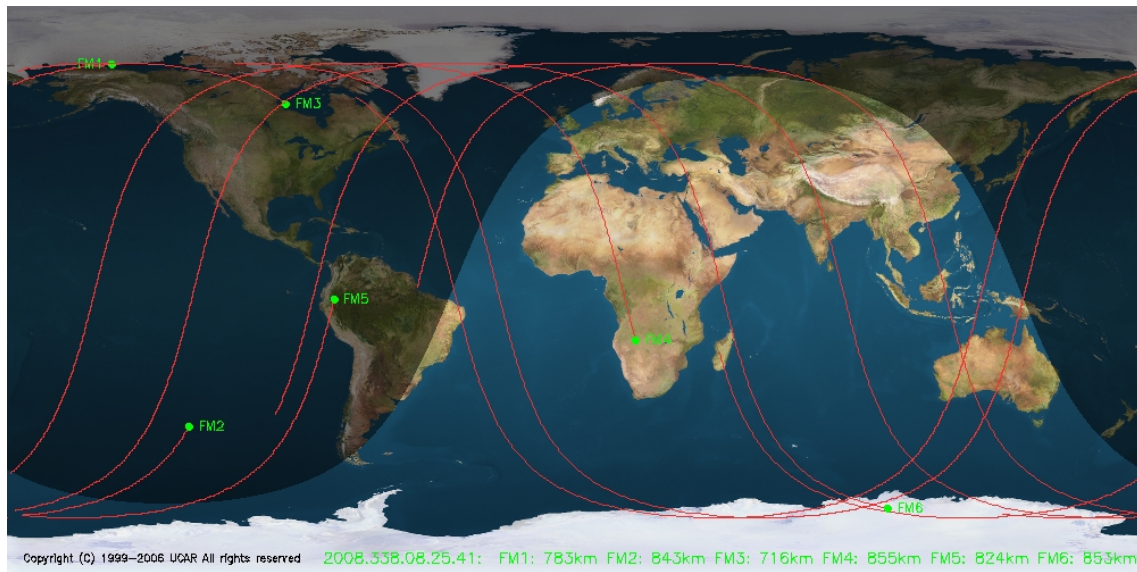 FM1
FM3
FM5
FM4
FM2
FM6
Copyright (C) 1999-2006 UCAR All rights reserved 2008.338.08.25.41: FM1: 783km FM2: 843km FM3: 716km FM4: 855km FM5: 824km FM6: 853km